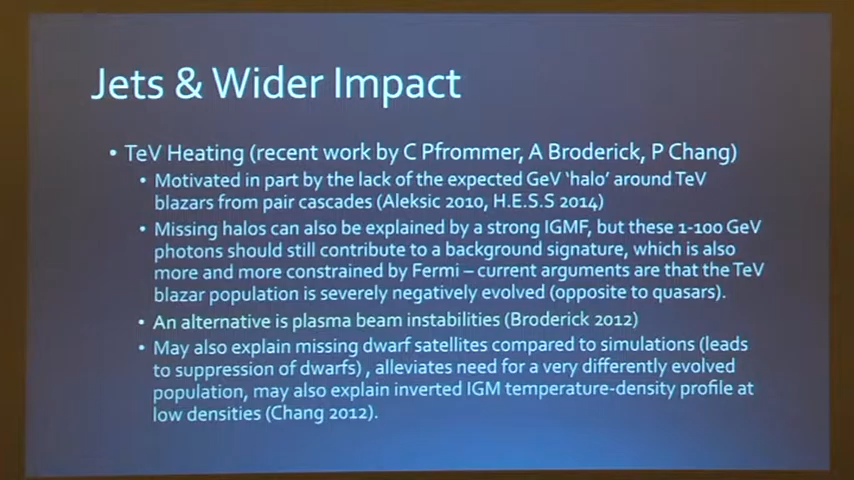 Jets & Wider Impact
• TeV Heating (recent work by C Pfrommer, A Broderick, P Chang)
• Motivated in part by the lack of the expected GeV 'halo' around TeV
blazars from pair cascades (Aleksic 2010, H.E.S.S 2014)
• Missing halos can also be explained by a strong IGMF, but these 1-100 GeV
photons should still contribute to a background signature, which is also
more and more constrained by Fermi – current arguments are that the TeV
blazar population is severely negatively evolved (opposite to quasars).
• An alternative is plasma beam instabilities (Broderick 2012)
• May also explain missing dwarf satellites compared to simulations (leads
to suppression of dwarfs) , alleviates need for a very differently evolved
population, may also explain inverted IGM temperature-density profile at
low densities (Chang 2012).